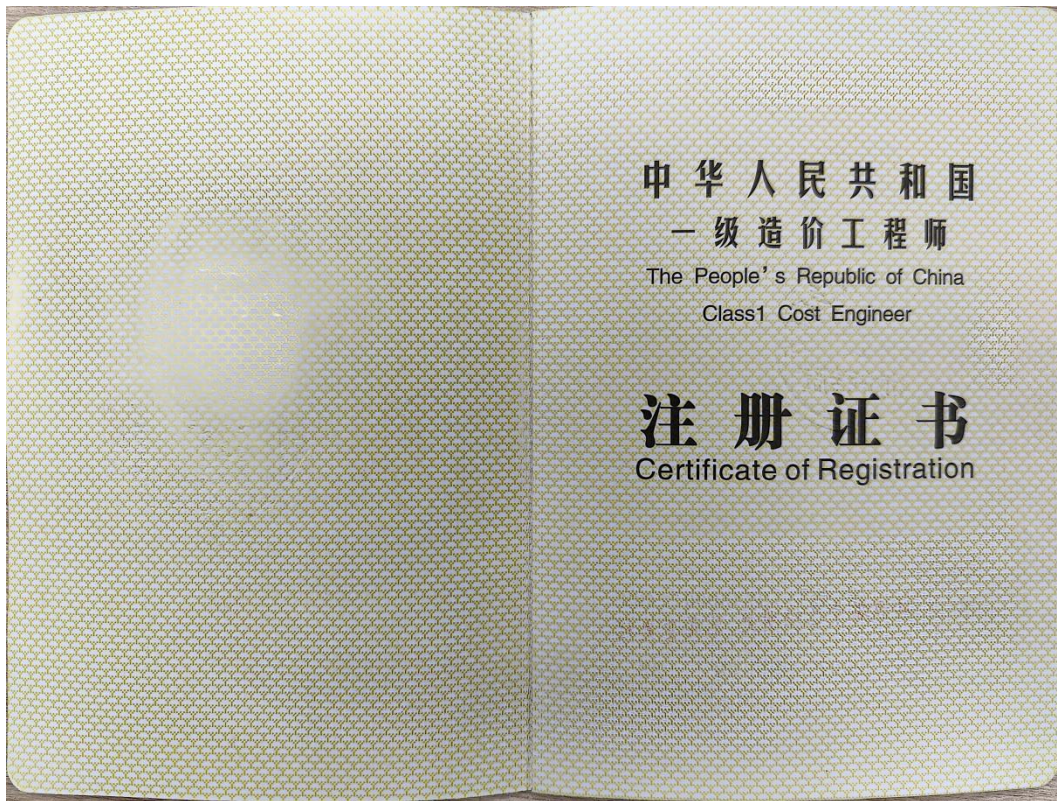 中华人民共和国
一级造价工程师
The People's Republic of China
Class1 Cost Engineer
注册证书
Certificate of Registration